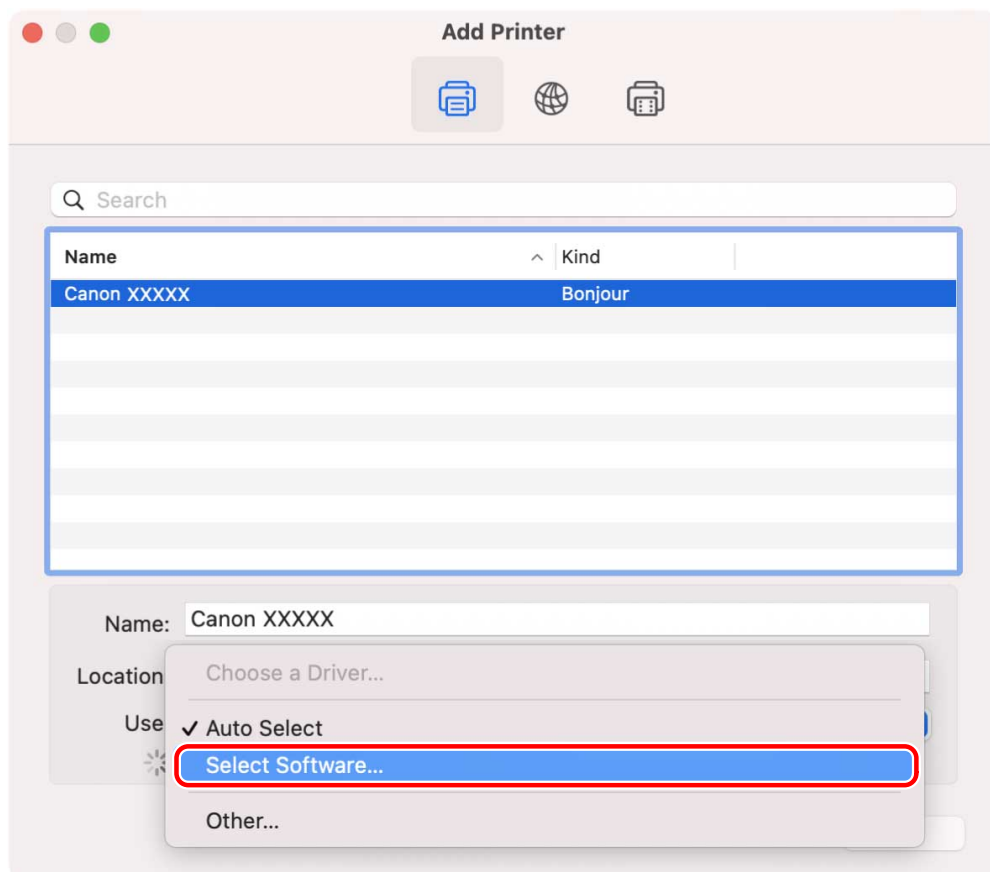 Add Printer
Search
Name Kind
Canon XXXXX Bonjour
Name: Canon XXXXX
Location
Choose a Driver...
Use
✓ Auto Select
Select Software...
Other...